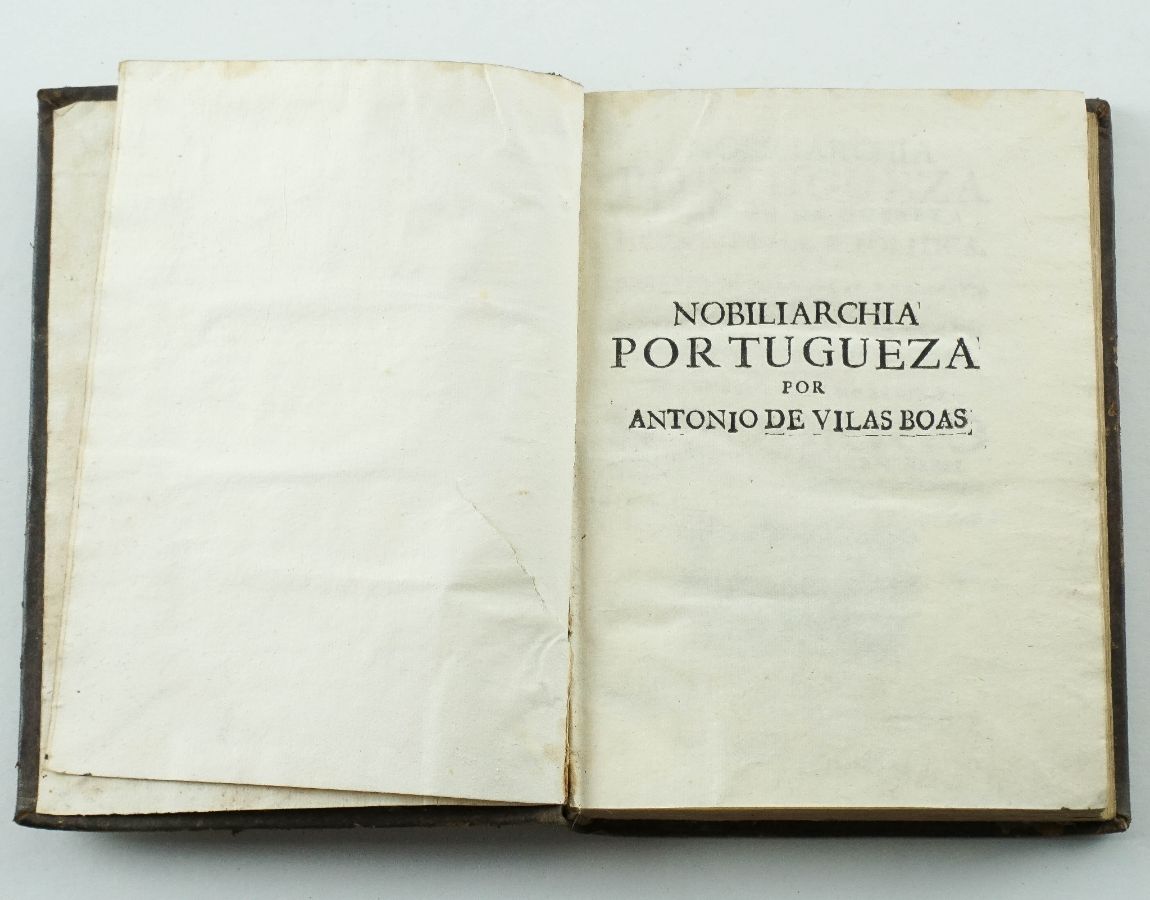 NOBILIARCHIA
PORTUGUEZA
POR
ANTONIO DE VILAS BOAS